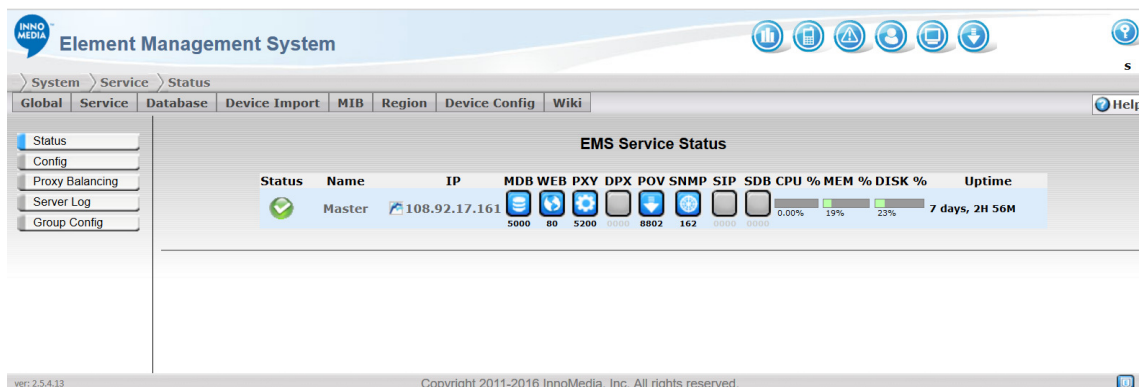 INNO
MEDIA
Element Management System
s
System Service Status
Global Service Database Device Import MIB Region Device Config Wiki
Help
Status
Config
Proxy Balancing
Server Log
Group Config
EMS Service Status
Status Name IP MDB WEB PXY DPX POV SNMP SIP SDB CPU % MEM % DISK % Uptime
Master 108.92.17.161 0.00% 19% 23% 7 days, 2H 56M
5000 80 5200 0000 8802 162 0000 0000
ver: 2.5.4.13
Copyright 2011-2016 InnoMedia, Inc. All rights reserved.